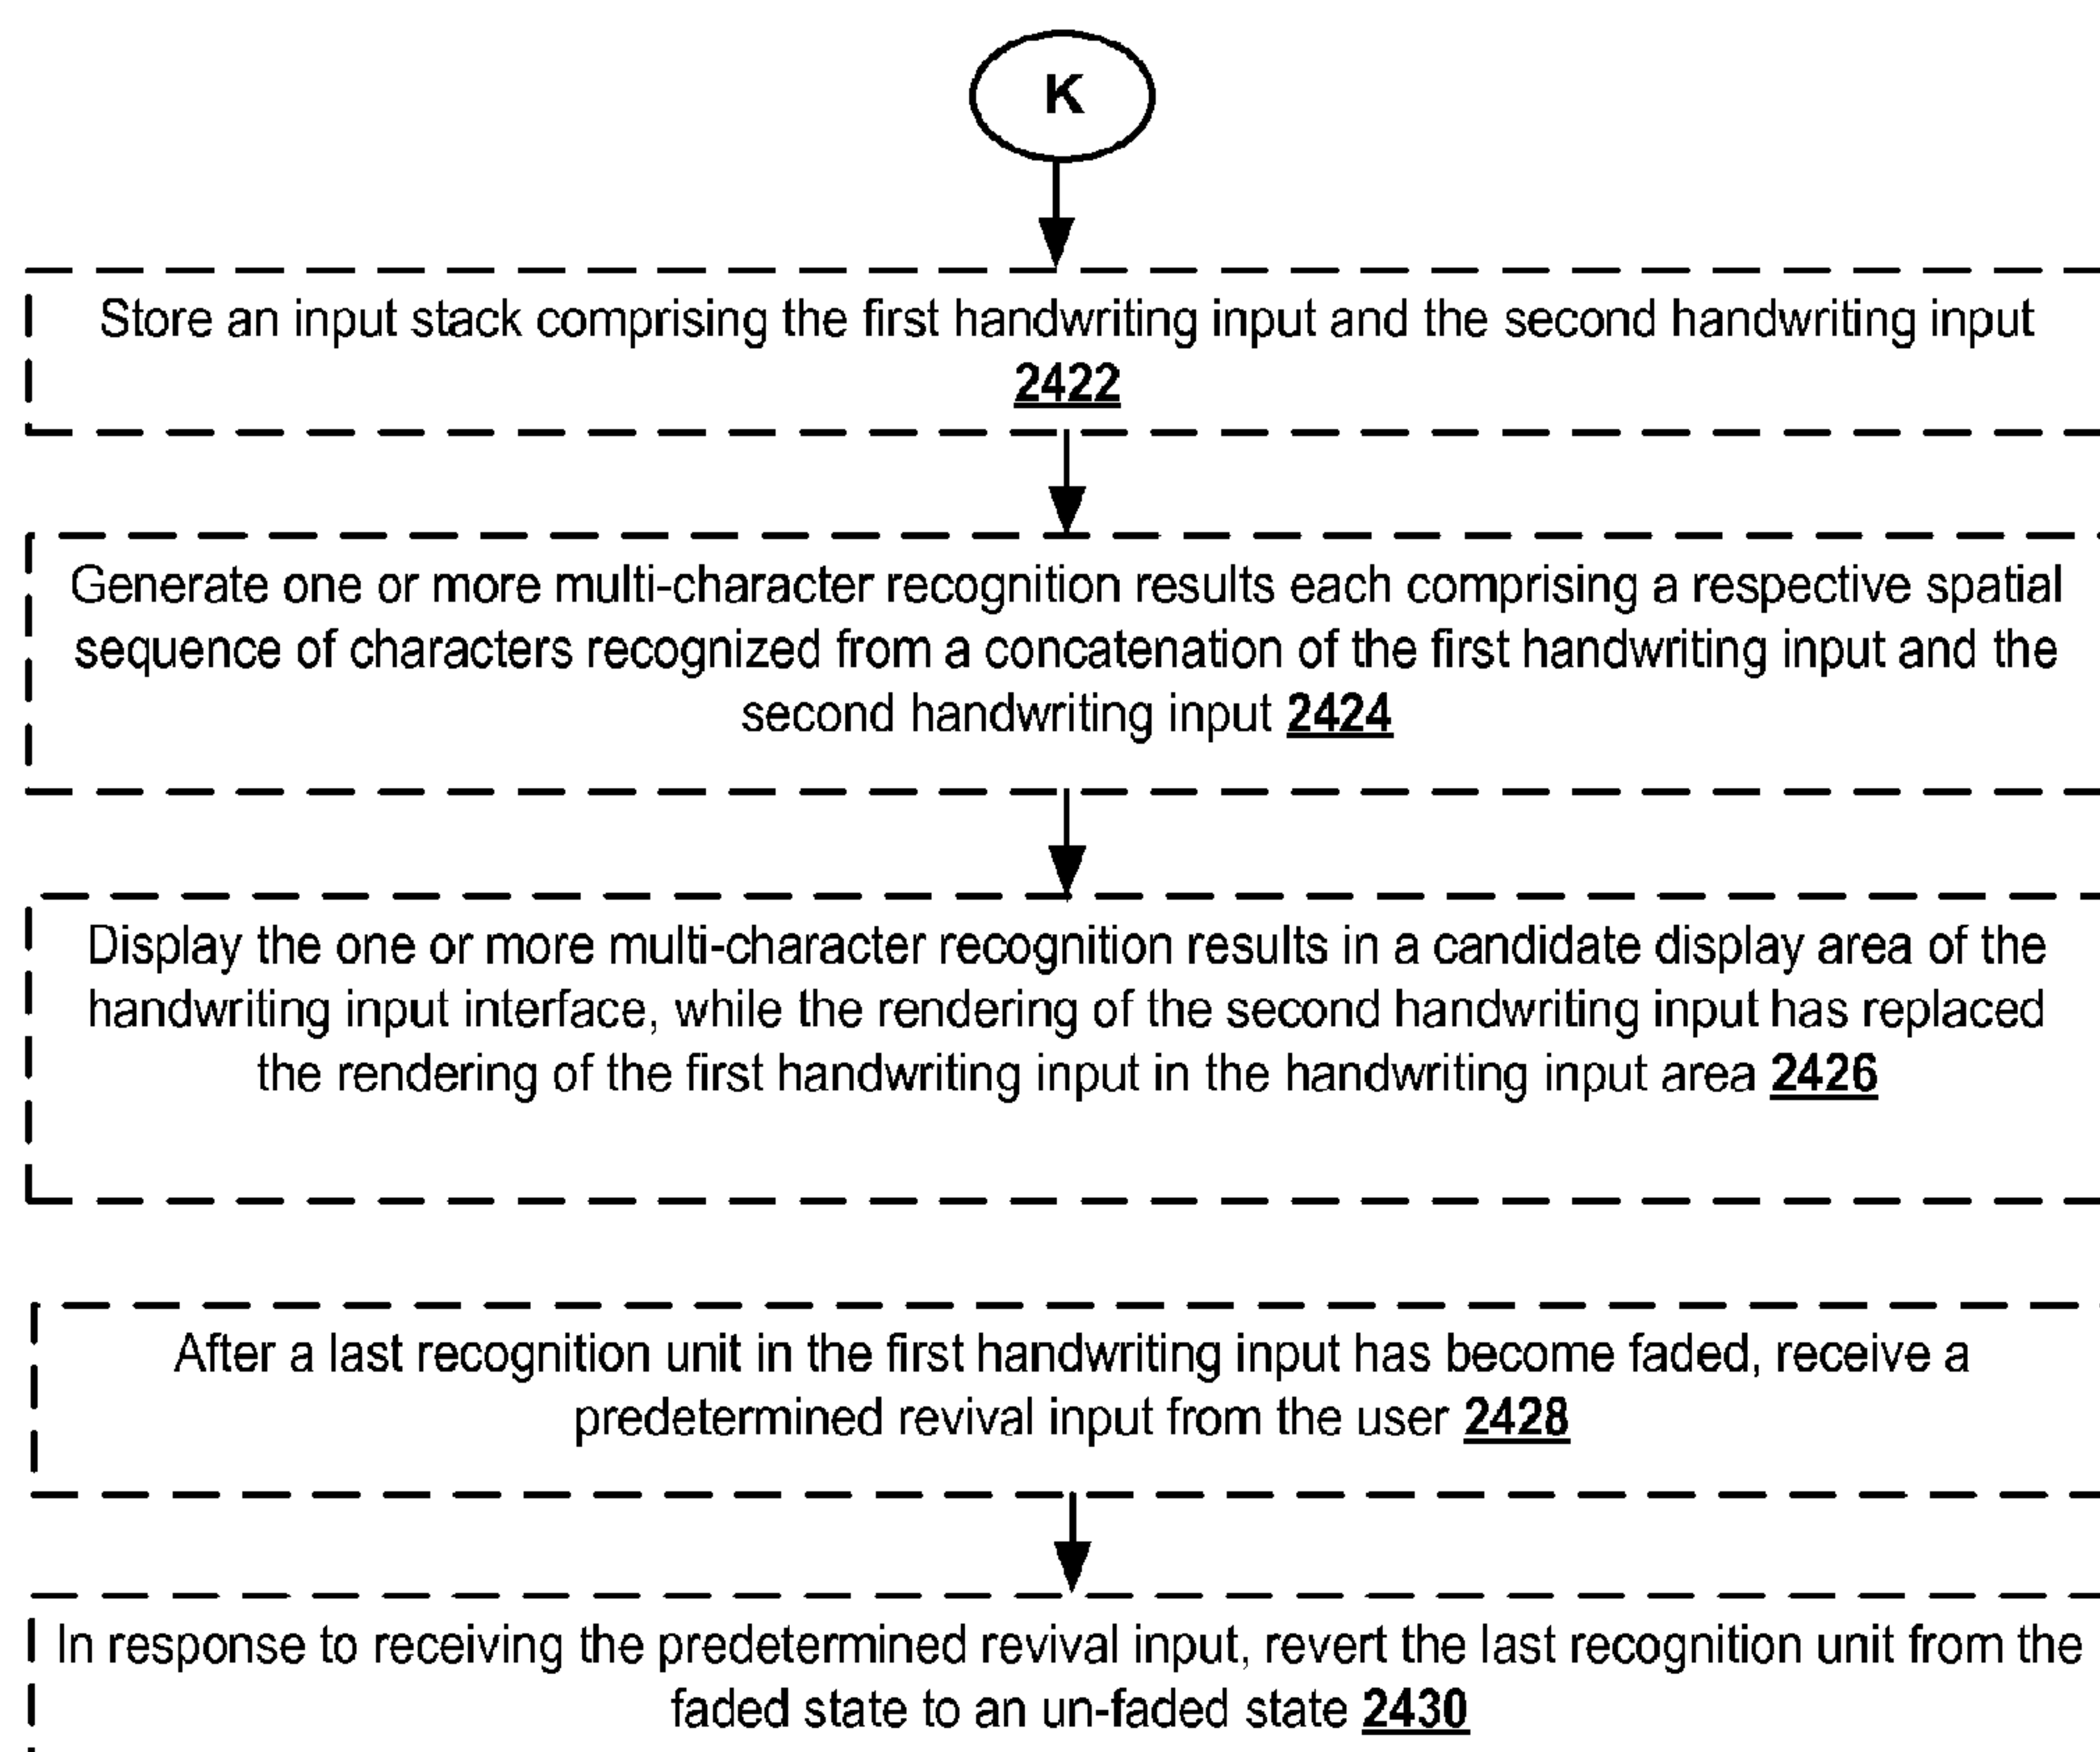 K
Store an input stack comprising the first handwriting input and the second handwriting input
2422
Generate one or more multi-character recognition results each comprising a respective spatial
sequence of characters recognized from a concatenation of the first handwriting input and the
second handwriting input 2424
Display the one or more multi-character recognition results in a candidate display area of the
handwriting input interface, while the rendering of the second handwriting input has replaced
the rendering of the first handwriting input in the handwriting input area 2426
After a last recognition unit in the first handwriting input has become faded, receive a
predetermined revival input from the user 2428
In response to receiving the predetermined revival input, revert the last recognition unit from the
faded state to an un-faded state 2430